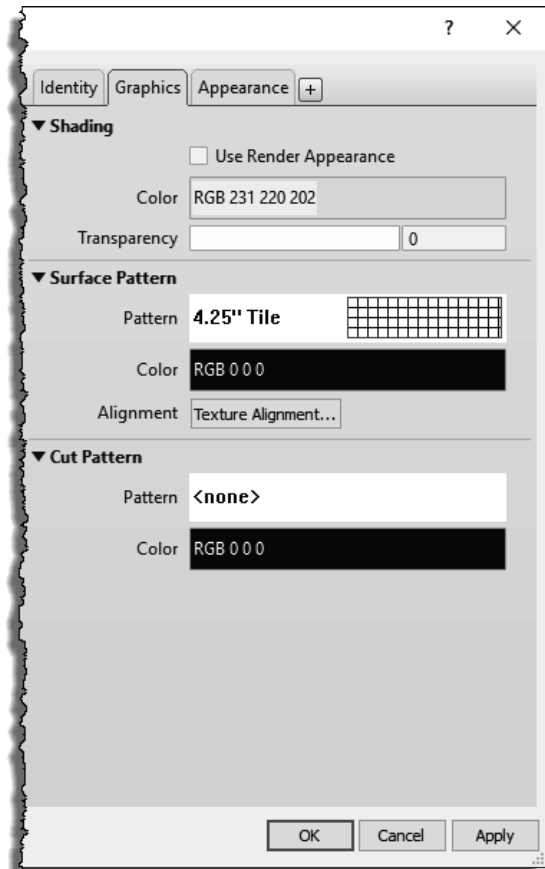 ? ×
Identity Graphics Appearance +
▼ Shading
Use Render Appearance
Color RGB 231 220 202
Transparency 0
▼ Surface Pattern
Pattern 4.25" Tile
Color RGB 0 0 0
Alignment Texture Alignment...
▼ Cut Pattern
Pattern <none>
Color RGB 0 0 0
OK Cancel Apply